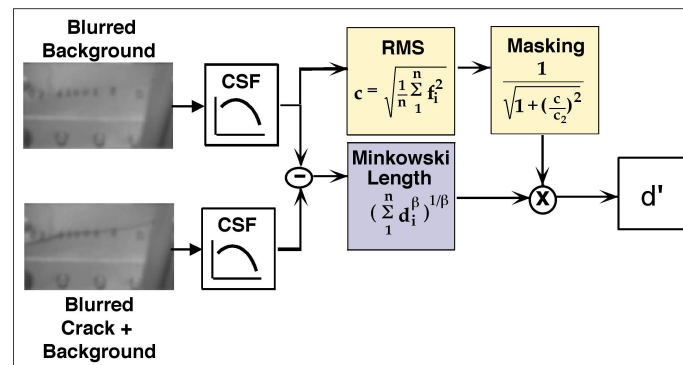 Blurred
Background
CSF
RMS
c = √(1/n Σ₁ⁿ fᵢ²)
Masking
1/√(1+(c/c₂)²)
−
Minkowski
Length
(Σ₁ⁿ dᵢ^β)^1/β
x
d'
CSF
Blurred
Crack +
Background